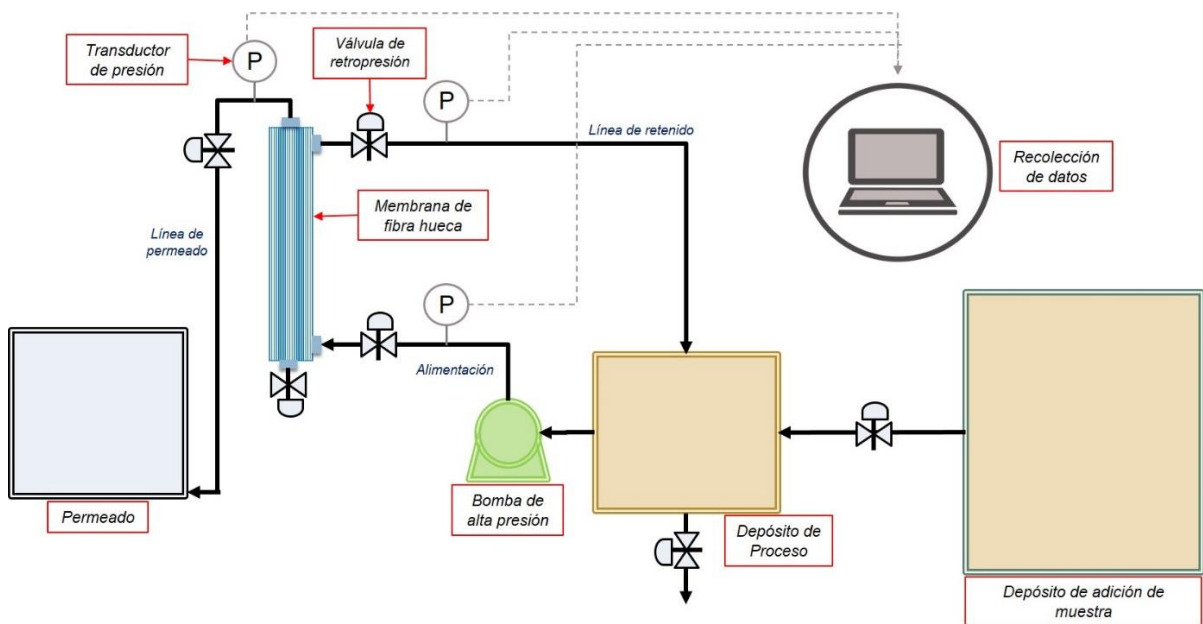 Transductor
de presión
P
Válvula de
retropresión
P
Línea de retenido
Recolección
de datos
Membrana de
fibra hueca
Línea de
permeado
P
Alimentación
Permeado
Bomba de
alta presión
Depósito de
Proceso
Depósito de adición de
muestra